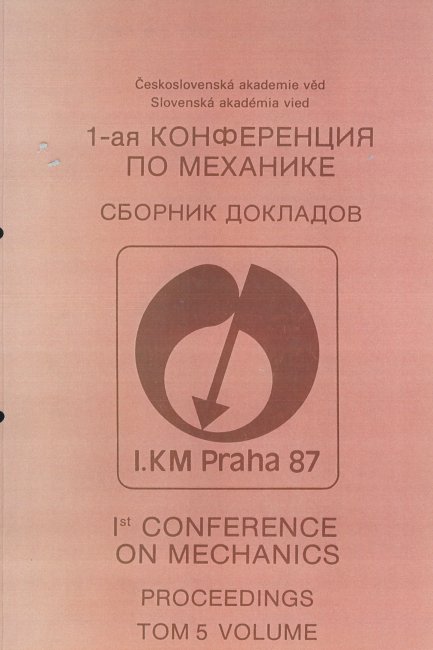 Československá akademie věd
Slovenská akadémia vied
1-ая КОНФЕРЕНЦИЯ
ПО МЕХАНИКЕ
СБОРНИК ДОКЛАДОВ
I.KM Praha 87
Ist CONFERENCE
ON MECHANICS
PROCEEDINGS
ТОМ 5 VOLUME